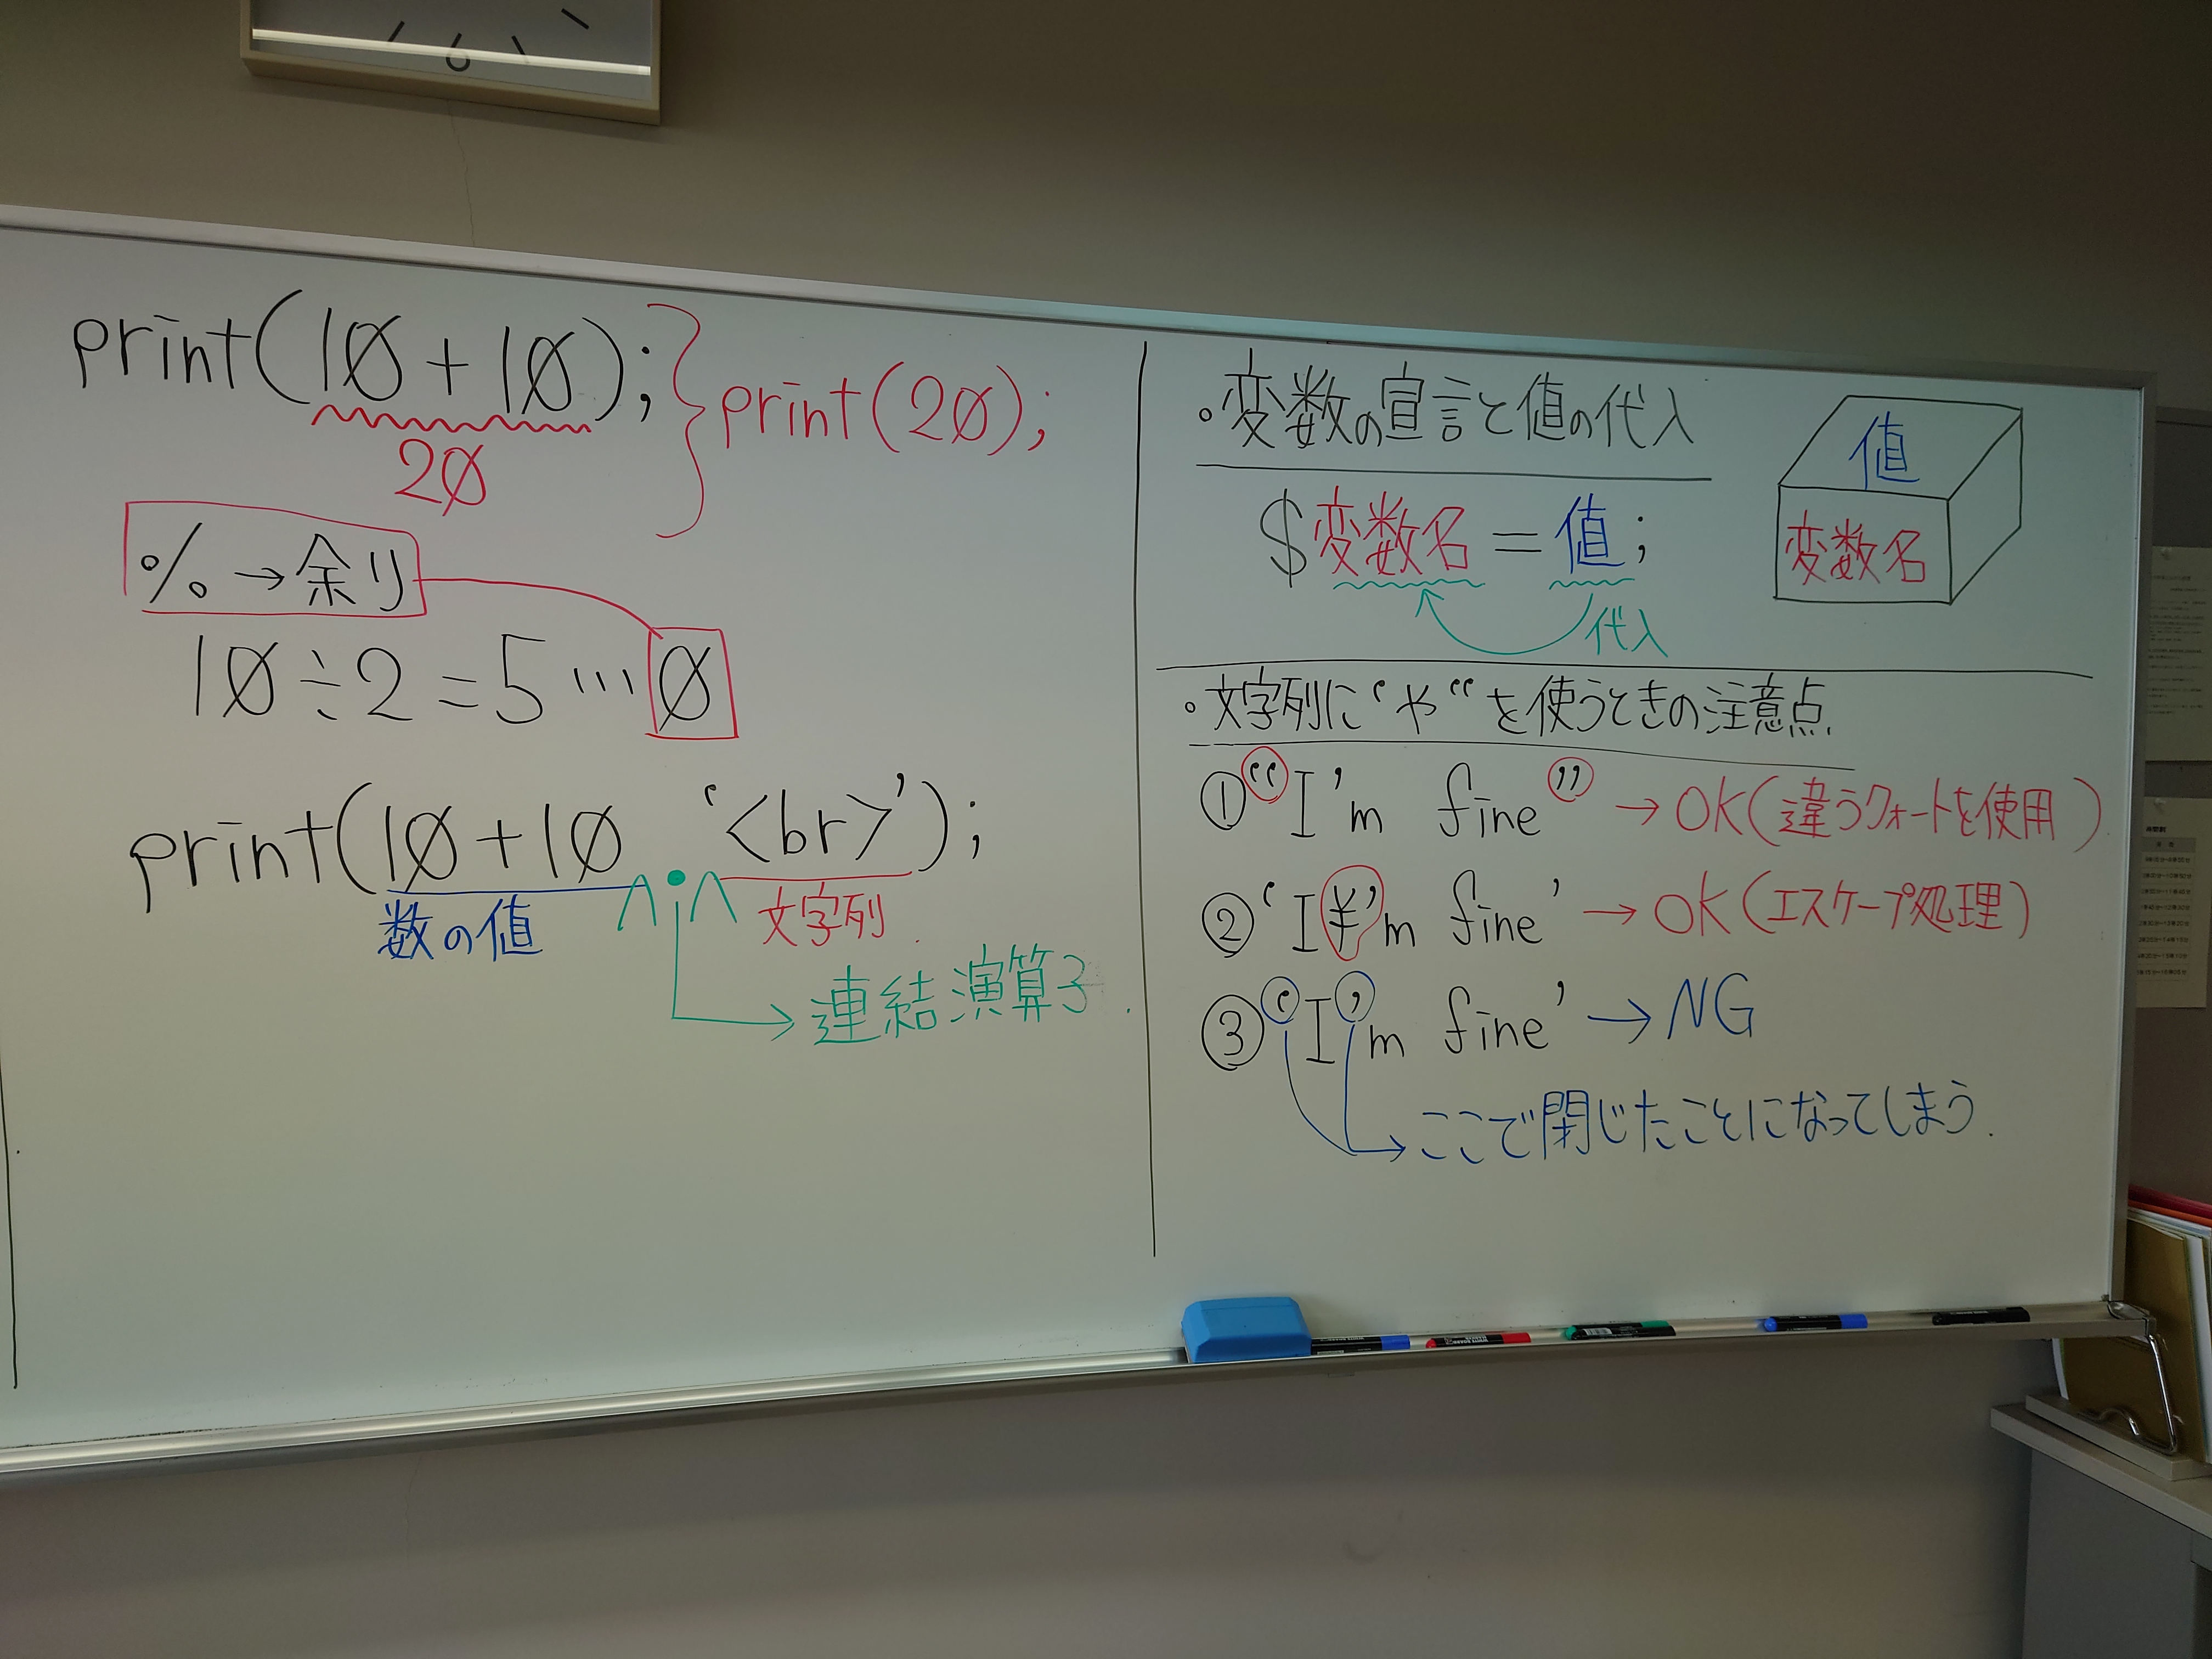 6
print(10+10);
20
print(20);
% → 余り
10÷2=5…0
print(10+10 . '<br>');
数の値
文字列
連結演算子
。変数の宣言と値の代入
$変数名 = 値;
代入
値
変数名
。文字列に ‘ や “ を使うときの注意点
① “I'm fine” → OK(違うクォートを使用)
② ‘I¥'m fine’ → OK(エスケープ処理)
③ ‘I'm fine’ → NG
ここで閉じたことになってしまう.